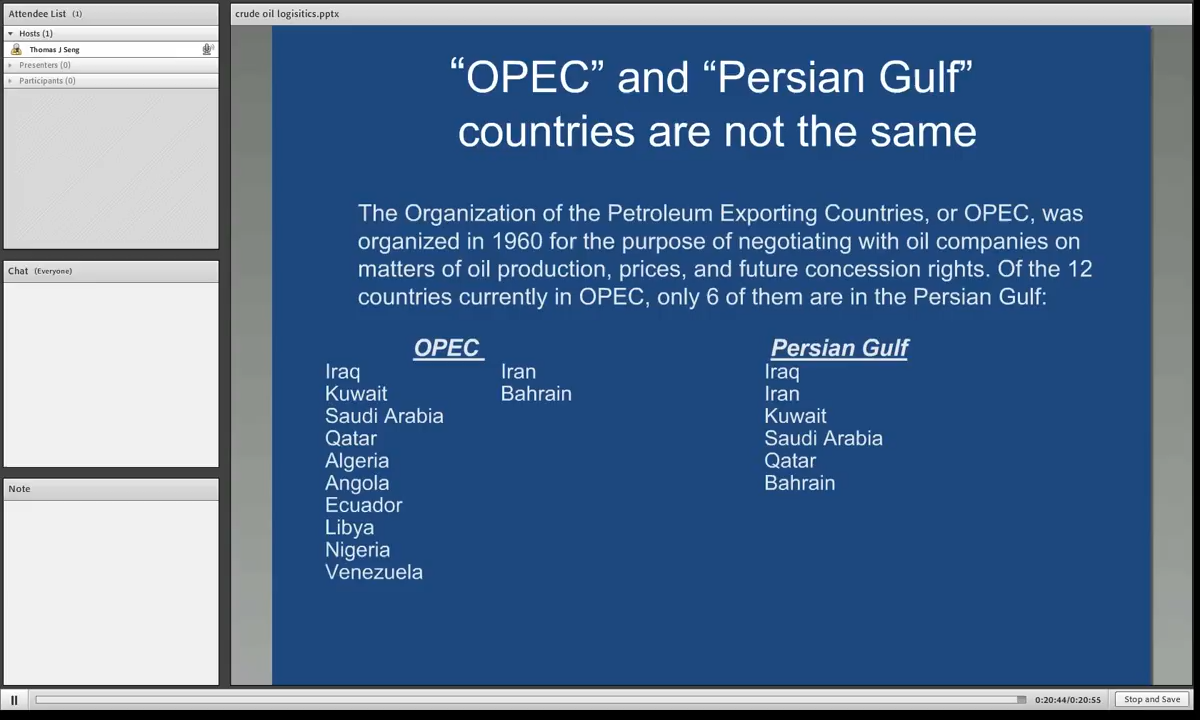 Attendee List (1)
Hosts (1)
Thomas J Seng
Presenters (0)
Participants (0)
Chat (Everyone)
Note
crude oil logisitics.pptx
“OPEC” and “Persian Gulf”
countries are not the same
The Organization of the Petroleum Exporting Countries, or OPEC, was
organized in 1960 for the purpose of negotiating with oil companies on
matters of oil production, prices, and future concession rights. Of the 12
countries currently in OPEC, only 6 of them are in the Persian Gulf:
OPEC
Iraq
Kuwait
Saudi Arabia
Qatar
Algeria
Angola
Ecuador
Libya
Nigeria
Venezuela
Iran
Bahrain
Persian Gulf
Iraq
Iran
Kuwait
Saudi Arabia
Qatar
Bahrain
0:20:44/0:20:55
Stop and Save